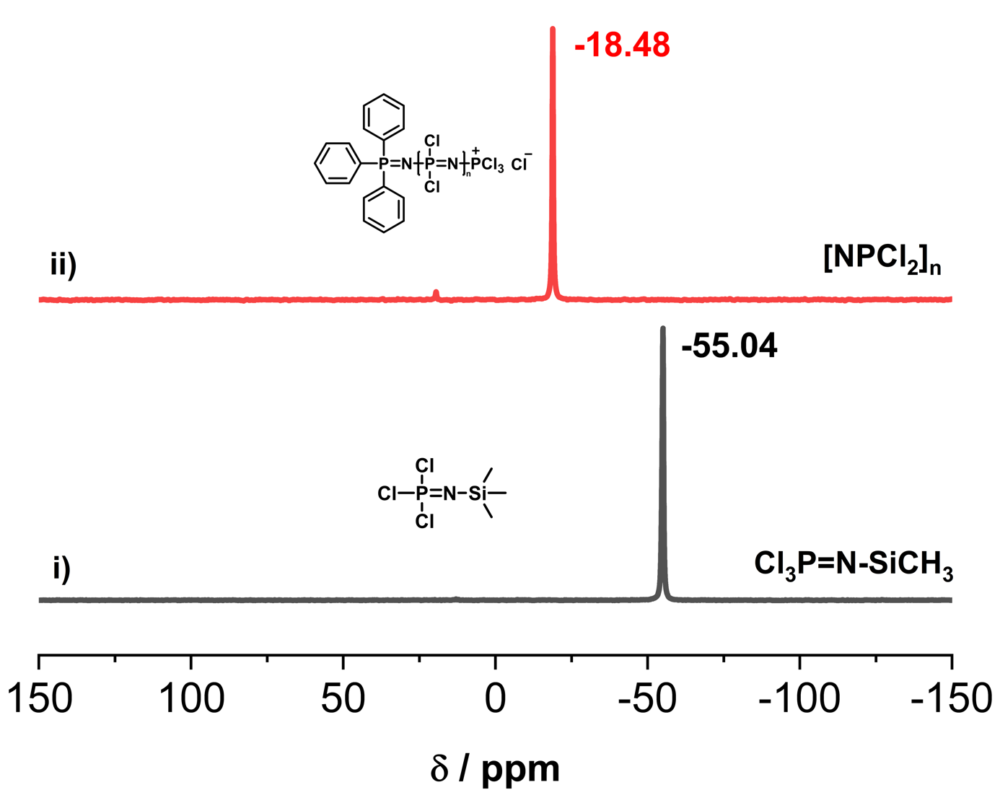 -18.48
Cl
P=N[P=N]ₙPCl₃ Cl⁻
+
Cl
ii)
[NPCl₂]ₙ
-55.04
Cl
Cl-P=N-Si
Cl
i)
Cl₃P=N-SiCH₃
150 100 50 0 -50 -100 -150
δ / ppm